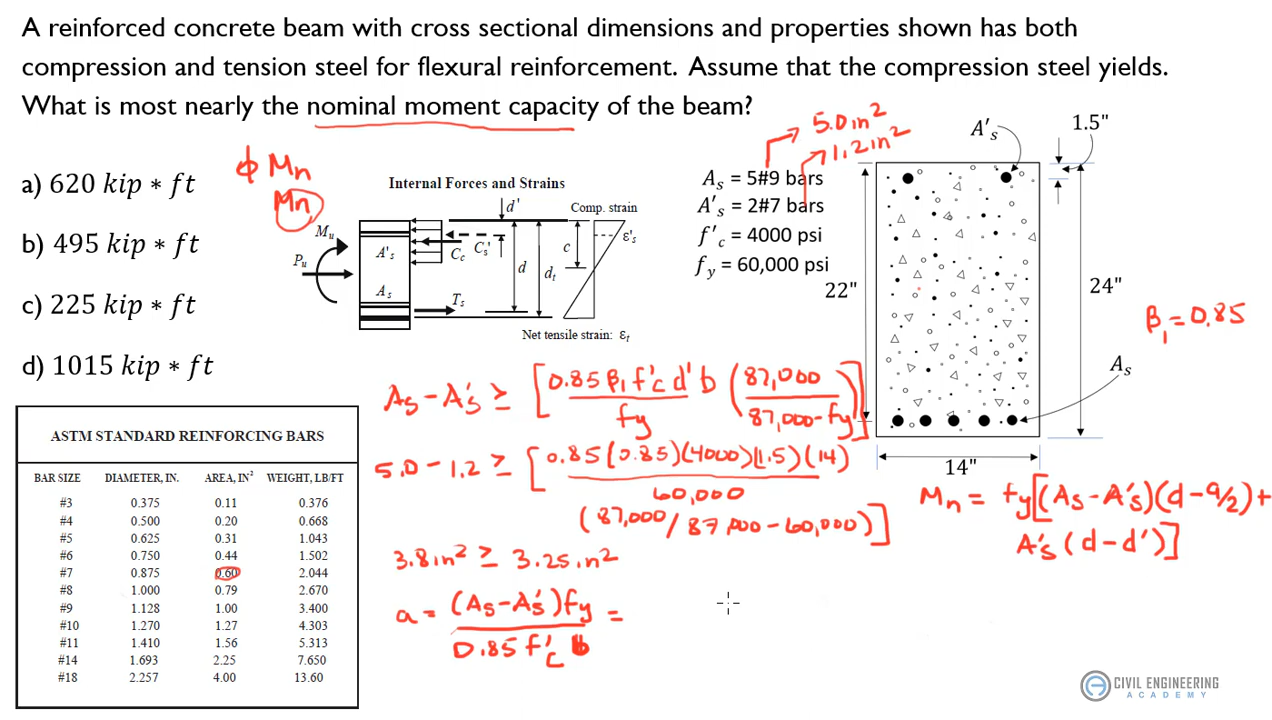 A reinforced concrete beam with cross sectional dimensions and properties shown has both
compression and tension steel for flexural reinforcement. Assume that the compression steel yields.
What is most nearly the nominal moment capacity of the beam?
a) 620 kip * ft
b) 495 kip * ft
c) 225 kip * ft
d) 1015 kip * ft
ϕ Mn
Mn
Internal Forces and Strains
d'
Comp. strain
Mu
Pu
A's
As
Cc
Cs'
Ts
d
dt
c
ε's
Net tensile strain: εt
5.0 in²
1.2 in²
As = 5#9 bars
A's = 2#7 bars
f'c = 4000 psi
fy = 60,000 psi
A's
1.5"
22"
24"
As
14"
β1 = 0.85
ASTM STANDARD REINFORCING BARS
BAR SIZE DIAMETER, IN. AREA, IN² WEIGHT, LB/FT
#3 0.375 0.11 0.376
#4 0.500 0.20 0.668
#5 0.625 0.31 1.043
#6 0.750 0.44 1.502
#7 0.875 0.60 2.044
#8 1.000 0.79 2.670
#9 1.128 1.00 3.400
#10 1.270 1.27 4.303
#11 1.410 1.56 5.313
#14 1.693 2.25 7.650
#18 2.257 4.00 13.60
As - A's ≥ [ 0.85 β1 f'c d' b / fy ( 87,000 / 87,000 - fy ) ]
5.0 - 1.2 ≥ [ 0.85(0.85)(4000)(1.5)(14)
60,000
(87,000 / 87,000 - 60,000) ]
3.8 in² ≥ 3.25 in²
a = (As - A's) fy =
0.85 f'c b
Mn = fy[(As - A's)(d - a/2) +
A's (d - d')]
CIVIL ENGINEERING
ACADEMY